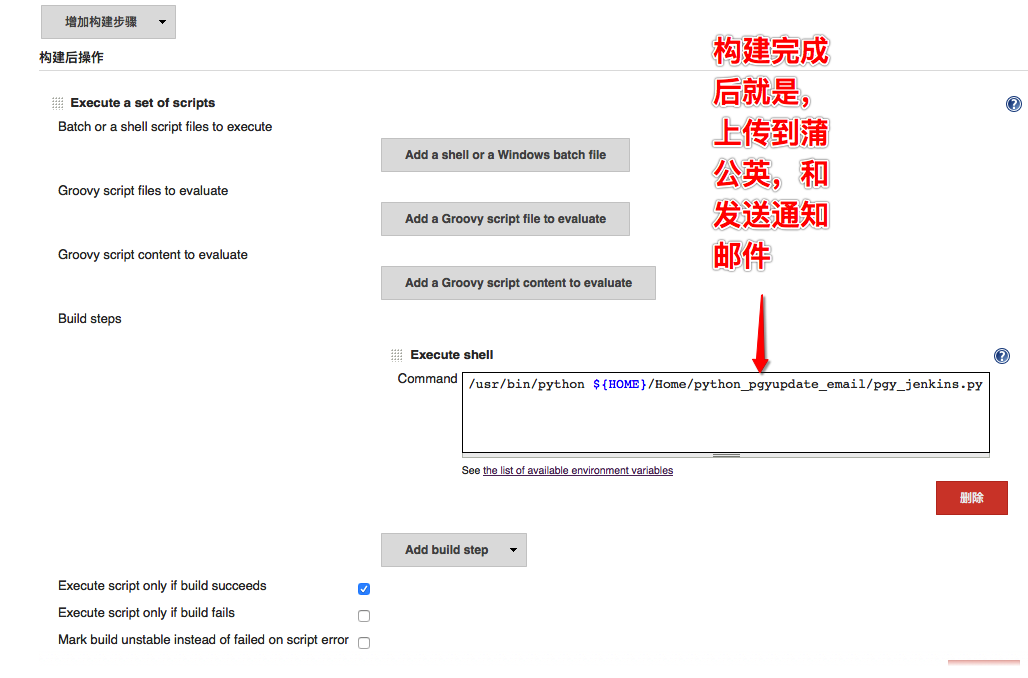 增加构建步骤
构建后操作
构建完成
后就是，
上传到蒲
公英，和
发送通知
邮件
Execute a set of scripts
Batch or a shell script files to execute
Add a shell or a Windows batch file
Groovy script files to evaluate
Add a Groovy script file to evaluate
Groovy script content to evaluate
Add a Groovy script content to evaluate
Build steps
Execute shell
Command
/usr/bin/python ${HOME}/Home/python_pgyupdate_email/pgy_jenkins.py
See the list of available environment variables
删除
Add build step
Execute script only if build succeeds
Execute script only if build fails
Mark build unstable instead of failed on script error